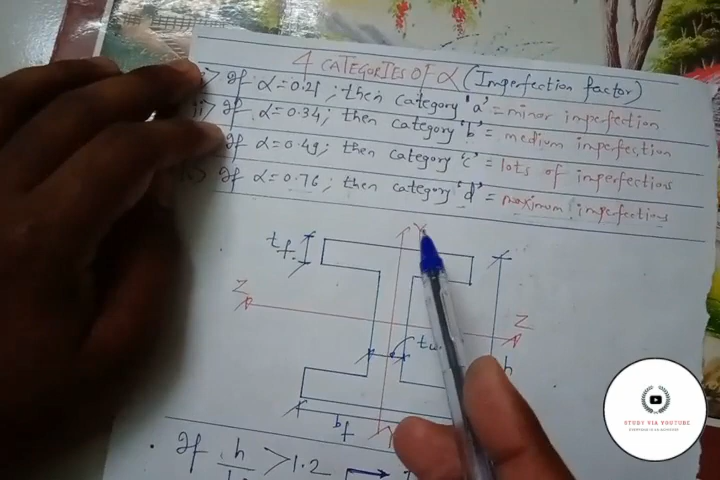 4 CATEGORIES OF α (Imperfection factor)
If α = 0.21 ; then category 'a' = minor imperfection
ii) If α = 0.34, then category 'b' = medium imperfection
If α = 0.49; then category 'c' = lots of imperfections
If α = 0.76; then category 'd' = maximum imperfections
tf
Y
Z
Z
tw
h
bf
If h/ > 1.2
STUDY VIA YOUTUBE